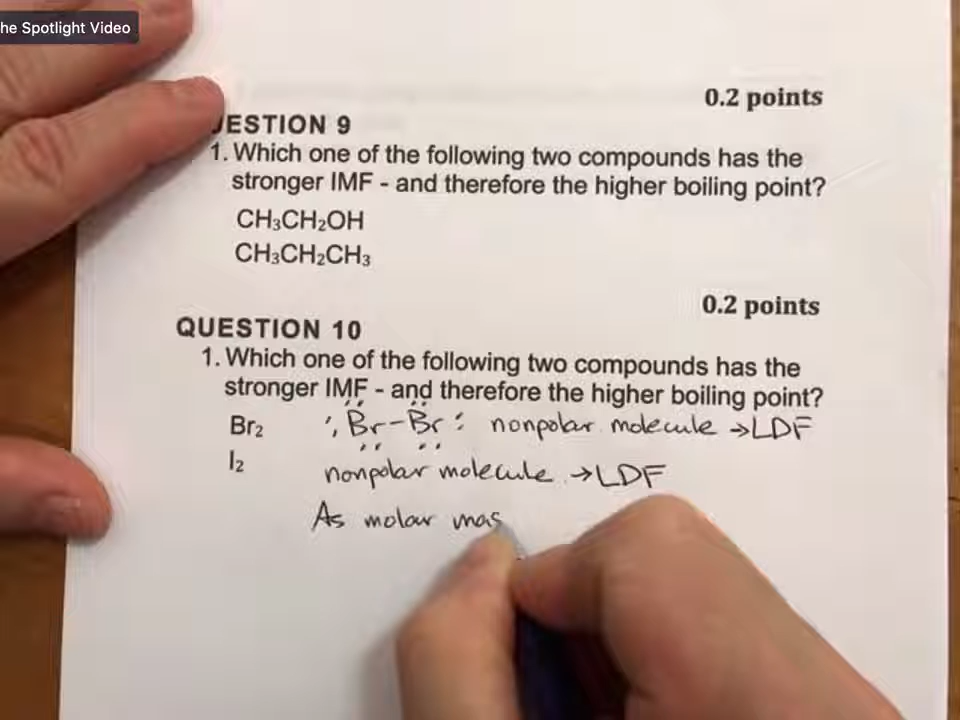 he Spotlight Video
0.2 points
ESTION 9
1. Which one of the following two compounds has the
stronger IMF - and therefore the higher boiling point?
CH₃CH₂OH
CH₃CH₂CH₃
0.2 points
QUESTION 10
1. Which one of the following two compounds has the
stronger IMF - and therefore the higher boiling point?
Br₂ :Br-Br: nonpolar molecule →LDF
I₂
nonpolar molecule →LDF
As molar mas